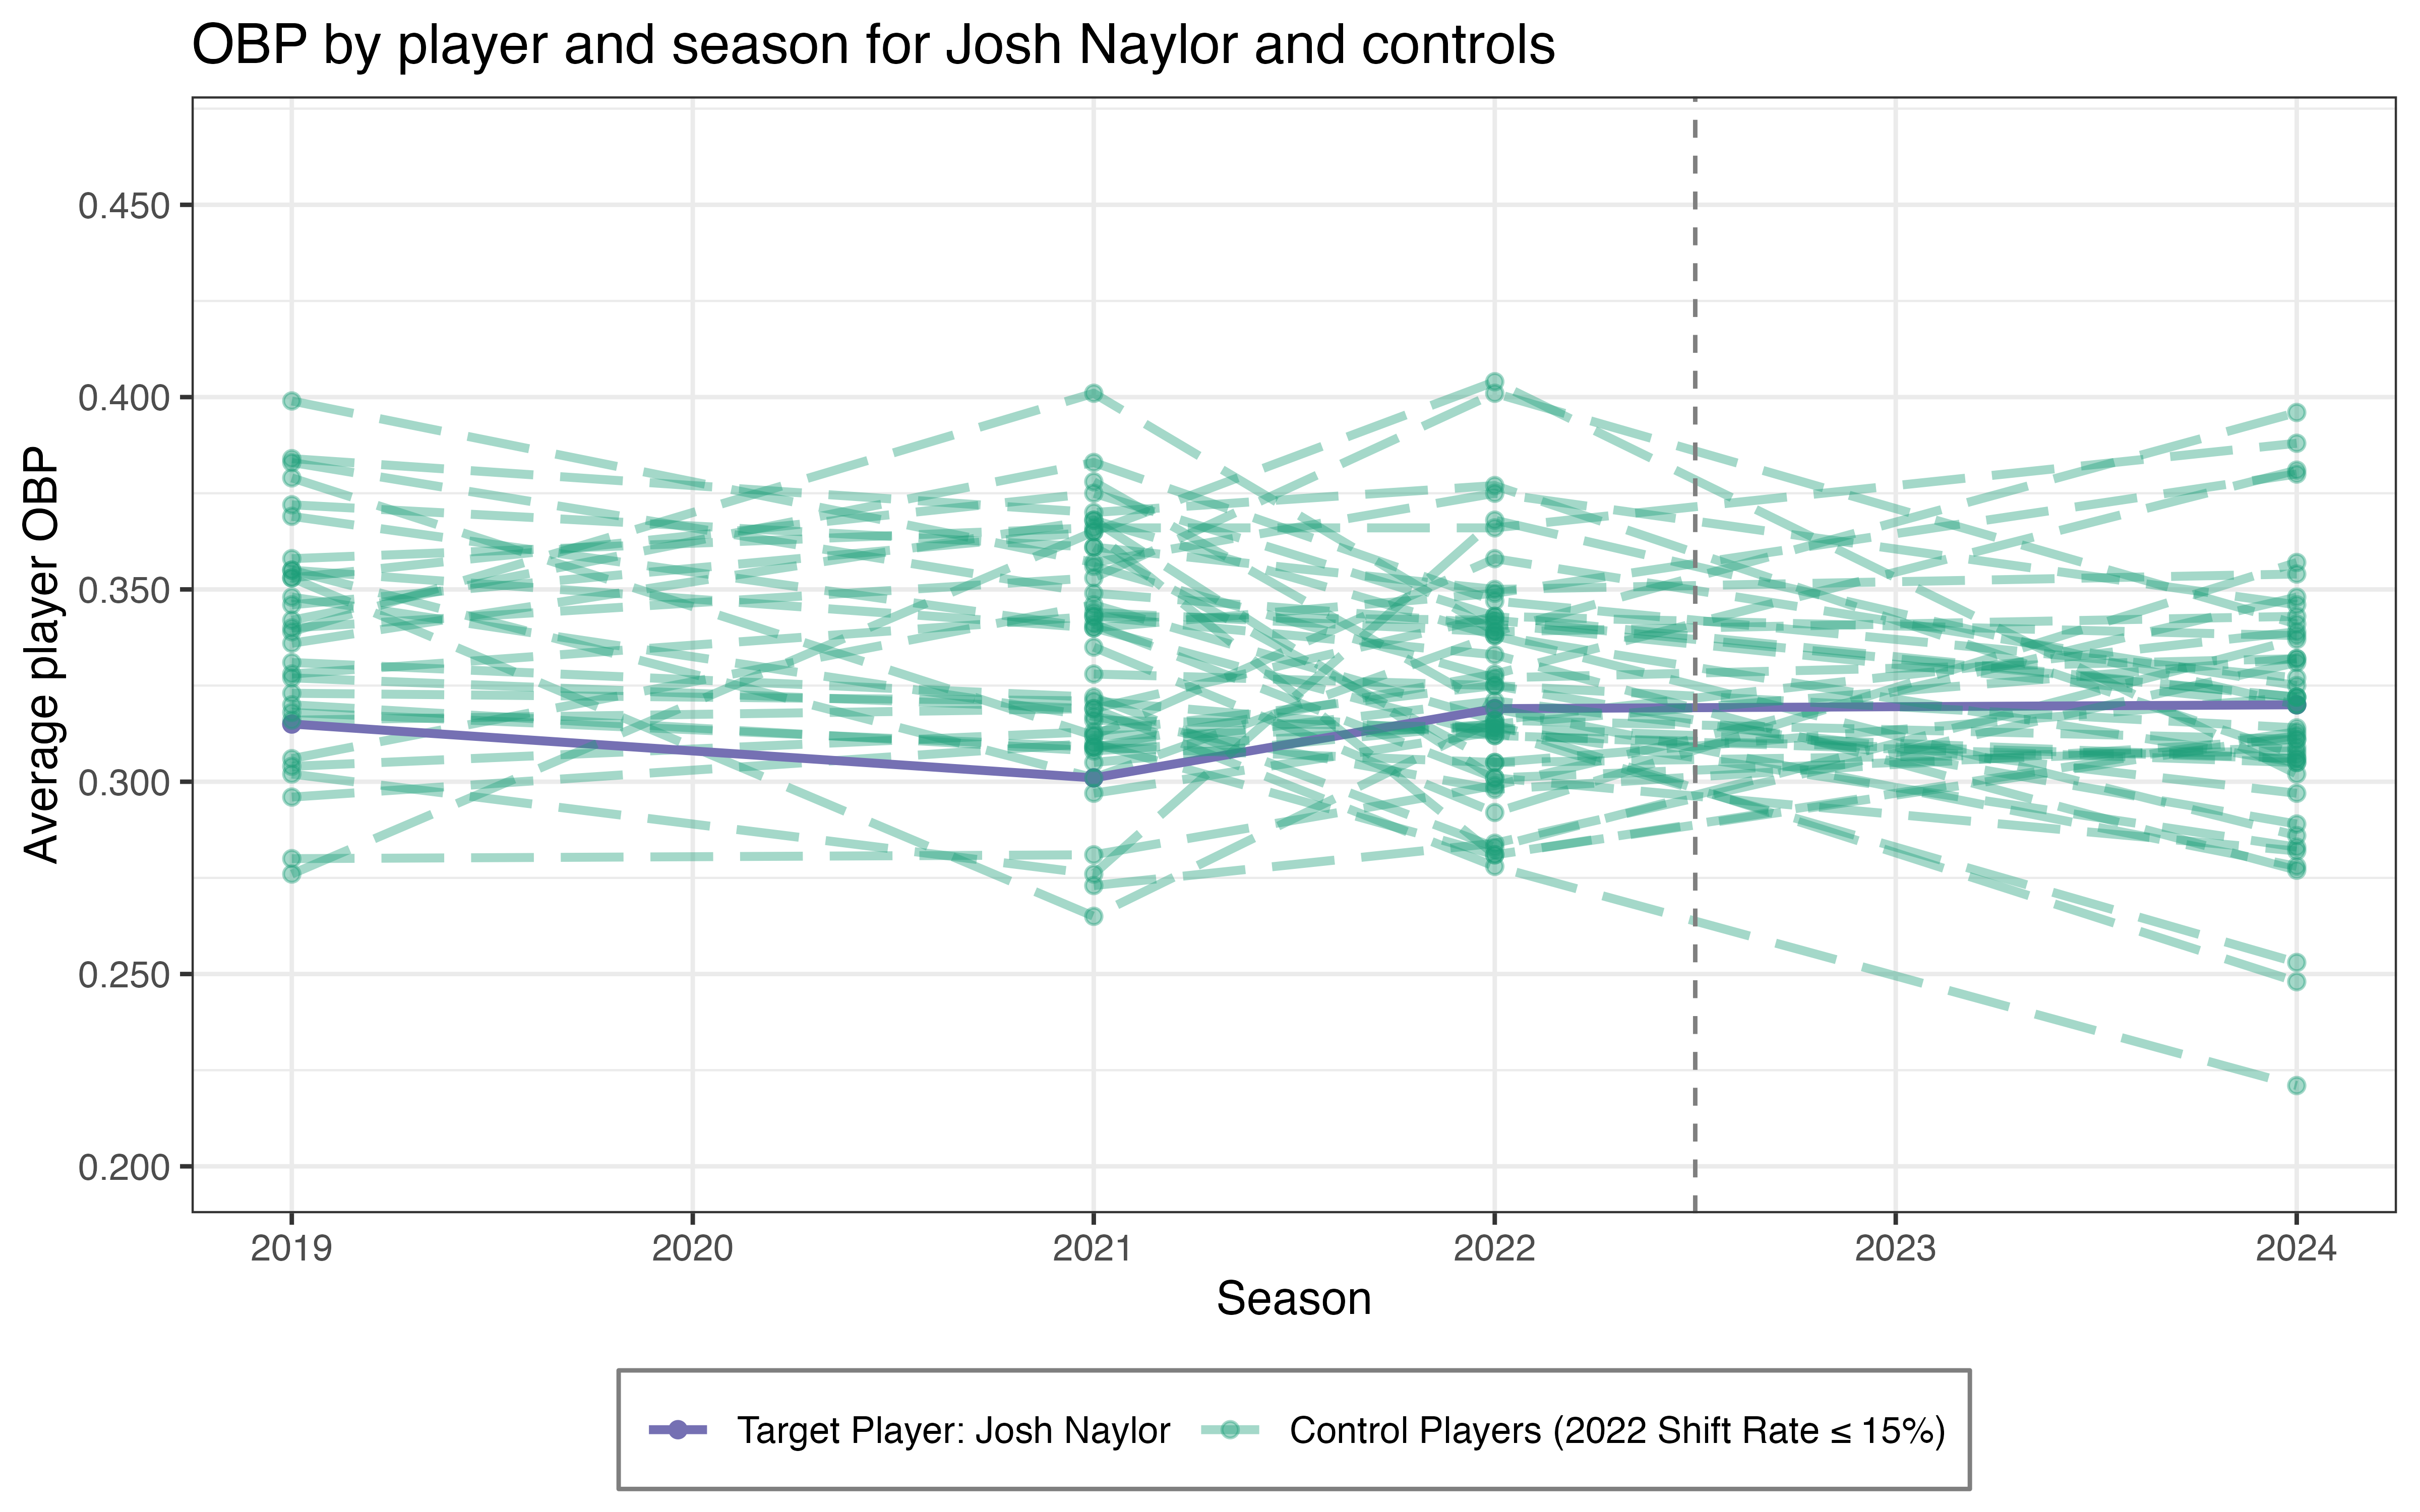 OBP by player and season for Josh Naylor and controls
Average player OBP
0.450
0.400
0.350
0.300
0.250
0.200
2019 2020 2021 2022 2023 2024
Season
Target Player: Josh Naylor Control Players (2022 Shift Rate ≤ 15%)